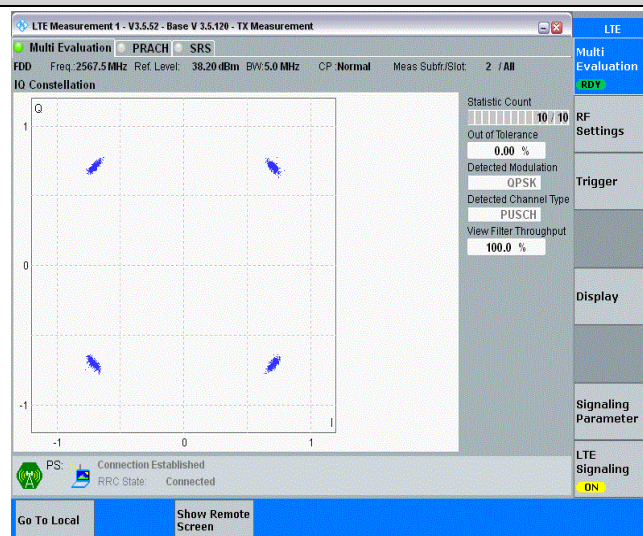 LTE Measurement 1 - V3.5.52 - Base V 3.5.120 - TX Measurement
LTE
Multi Evaluation PRACH SRS
Multi
Evaluation
RDY
FDD Freq.:2567.5 MHz Ref. Level: 38.20 dBm BW:5.0 MHz CP :Normal Meas Subfr./Slot: 2 / All
IQ Constellation
Q
1
0
-1
-1
0
1
I
Statistic Count
10 / 10
Out of Tolerance
0.00 %
Detected Modulation
QPSK
Detected Channel Type
PUSCH
View Filter Throughput
100.0 %
RF
Settings
Trigger
Display
Signaling
Parameter
LTE
Signaling
ON
PS: Connection Established
RRC State: Connected
Go To Local
Show Remote
Screen